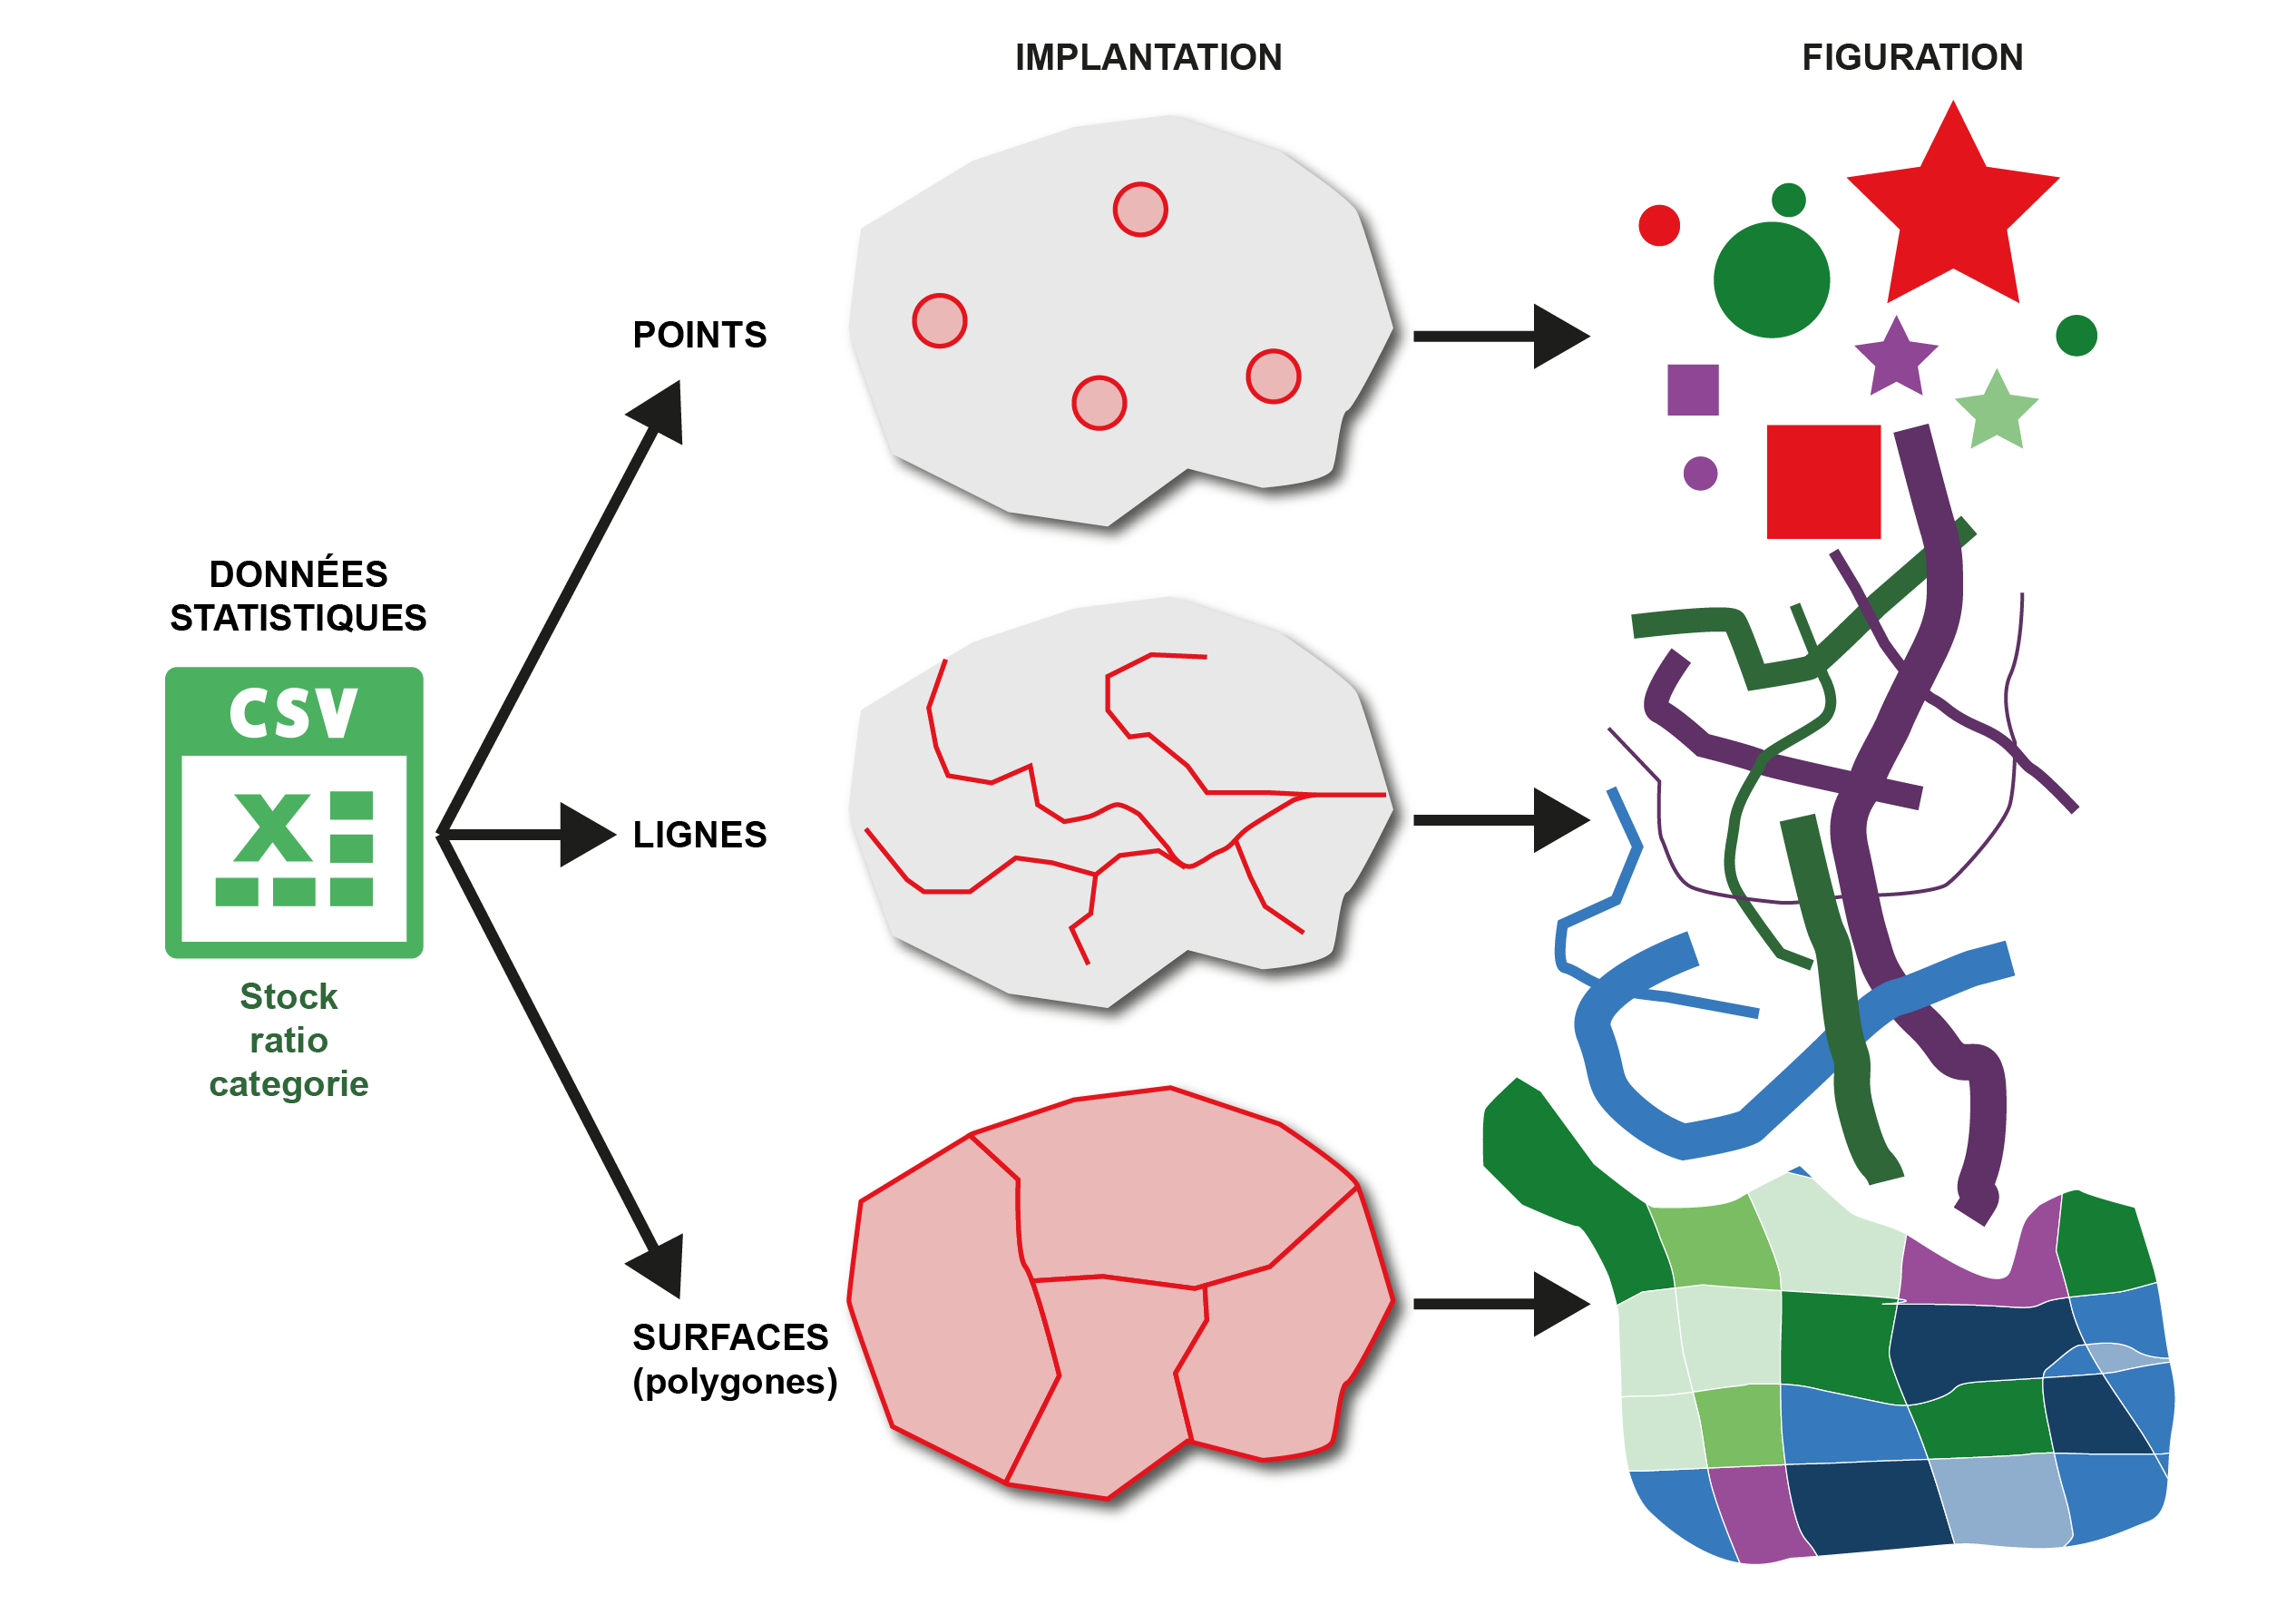 IMPLANTATION
FIGURATION
POINTS
DONNÉES
STATISTIQUES
CSV
X
LIGNES
Stock
ratio
categorie
SURFACES
(polygones)